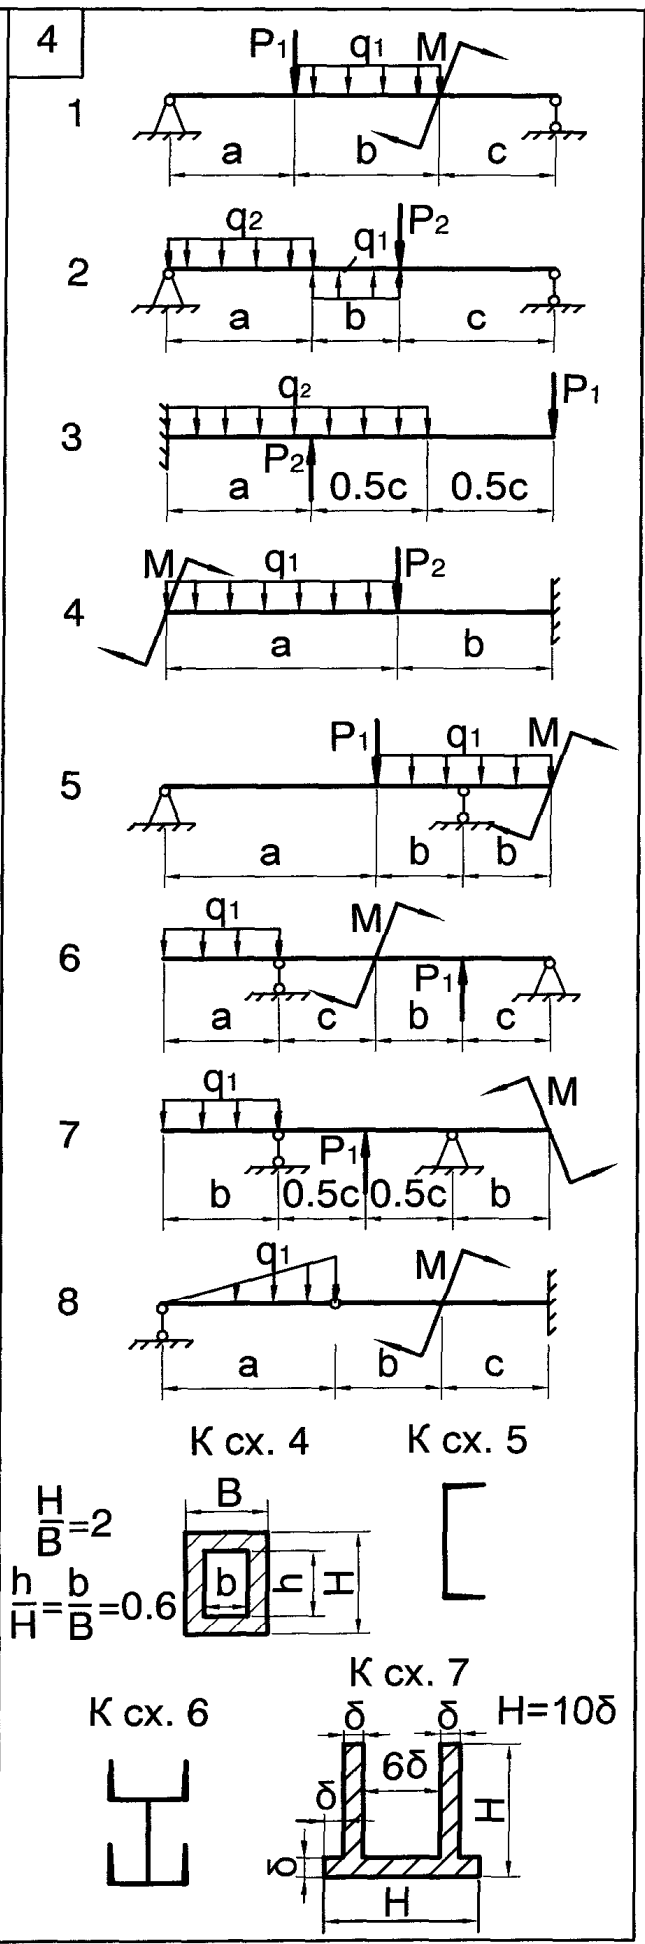 4
P1 q1 M
1
a b c
q2 q1 P2
2
a b c
q2 P1
3
P2
a 0.5c 0.5c
M q1 P2
4
a b
P1 q1 M
5
a b b
q1 M
6
P1
a c b c
q1 M
7
P1
b 0.5c 0.5c b
q1 M
8
a b c
К сх. 4 К сх. 5
B
H/B=2
b h H
h/H=b/B=0.6
К сх. 7
К сх. 6
δ δ H=10δ
6δ
δ
H
δ
H